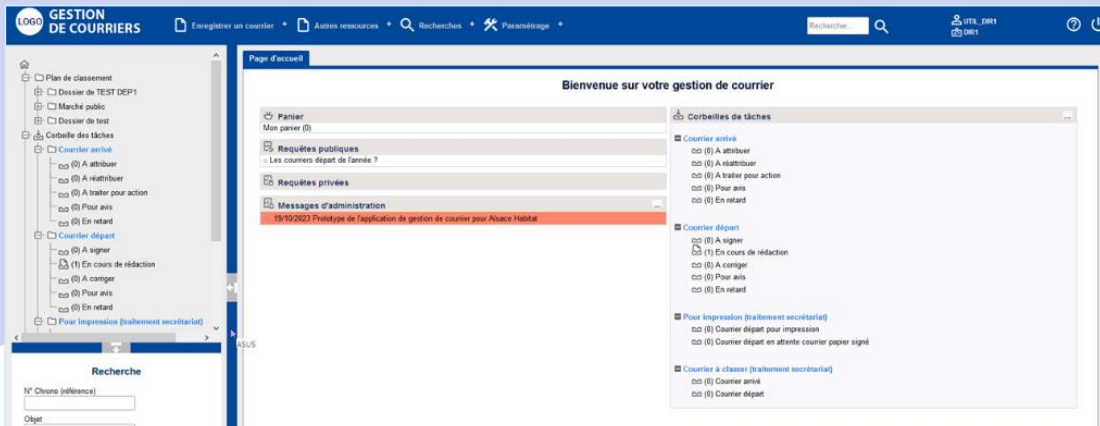 LOGO
GESTION
DE COURRIERS
Enregistrer un courrier +
Autres ressources +
Recherches +
Paramétrage +
Rechercher...
UTIL_DIR1
DIR1
Plan de classement
Dossier de TEST DEP1
Marché public
Dossier de test
Corbeille des tâches
Courrier arrivé
(0) A attribuer
(0) A réattribuer
(0) A traiter pour action
(0) Pour avis
(0) En retard
Courrier départ
(0) A signer
(1) En cours de rédaction
(0) A corriger
(0) Pour avis
(0) En retard
Pour impression (traitement secrétariat)
ASUS
Recherche
N° Chrono (référence)
Objet
Page d'accueil
Bienvenue sur votre gestion de courrier
Panier
Mon panier (0)
Requêtes publiques
Les courriers départ de l'année ?
Requêtes privées
Messages d'administration
...
19/10/2023 Prototype de l'application de gestion de courrier pour Alsace Habitat
Corbeilles de tâches
...
Courrier arrivé
(0) A attribuer
(0) A réattribuer
(0) A traiter pour action
(0) Pour avis
(0) En retard
Courrier départ
(0) A signer
(1) En cours de rédaction
(0) A corriger
(0) Pour avis
(0) En retard
Pour impression (traitement secrétariat)
(0) Courrier départ pour impression
(0) Courrier départ en attente courrier papier signé
Courrier à classer (traitement secrétariat)
(0) Courrier arrivé
(0) Courrier départ